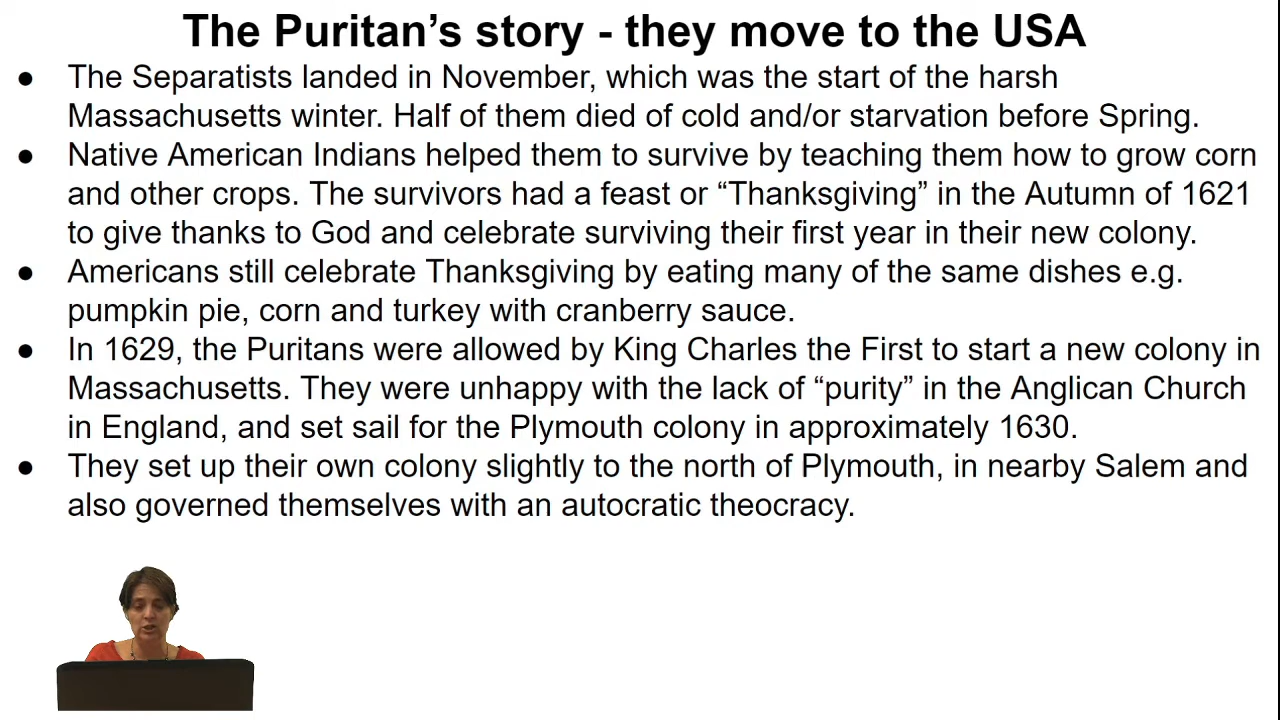 The Puritan’s story - they move to the USA
● The Separatists landed in November, which was the start of the harsh
Massachusetts winter. Half of them died of cold and/or starvation before Spring.
● Native American Indians helped them to survive by teaching them how to grow corn
and other crops. The survivors had a feast or “Thanksgiving” in the Autumn of 1621
to give thanks to God and celebrate surviving their first year in their new colony.
● Americans still celebrate Thanksgiving by eating many of the same dishes e.g.
pumpkin pie, corn and turkey with cranberry sauce.
● In 1629, the Puritans were allowed by King Charles the First to start a new colony in
Massachusetts. They were unhappy with the lack of “purity” in the Anglican Church
in England, and set sail for the Plymouth colony in approximately 1630.
● They set up their own colony slightly to the north of Plymouth, in nearby Salem and
also governed themselves with an autocratic theocracy.